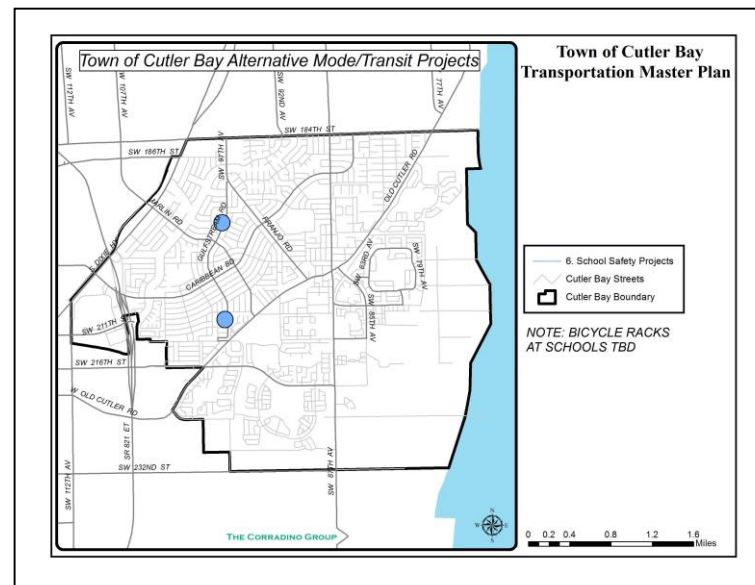 Town of Cutler Bay Alternative Mode/Transit Projects
Town of Cutler Bay
Transportation Master Plan
SW 112TH AV
SW 107TH AV
SW 92ND AV
SW 77TH AV
SW 184TH ST
SW 186TH ST
SW 97TH AV
OLD CUTLER RD
MARLIN RD
GULFSTREAM RD
FRANJO RD
S DIXIE HY
CARIBBEAN BD
SW 83RD AV
SW 79TH AV
SW 85TH AV
SW 211TH ST
SW 216TH ST
W OLD CUTLER RD
SR 821 ET
SW 232ND ST
SW 112TH AV
SW 87TH AV
6. School Safety Projects
Cutler Bay Streets
Cutler Bay Boundary
NOTE: BICYCLE RACKS
AT SCHOOLS TBD
THE CORRADINO GROUP
N
W E
S
0 0.2 0.4 0.8 1.2 1.6
Miles